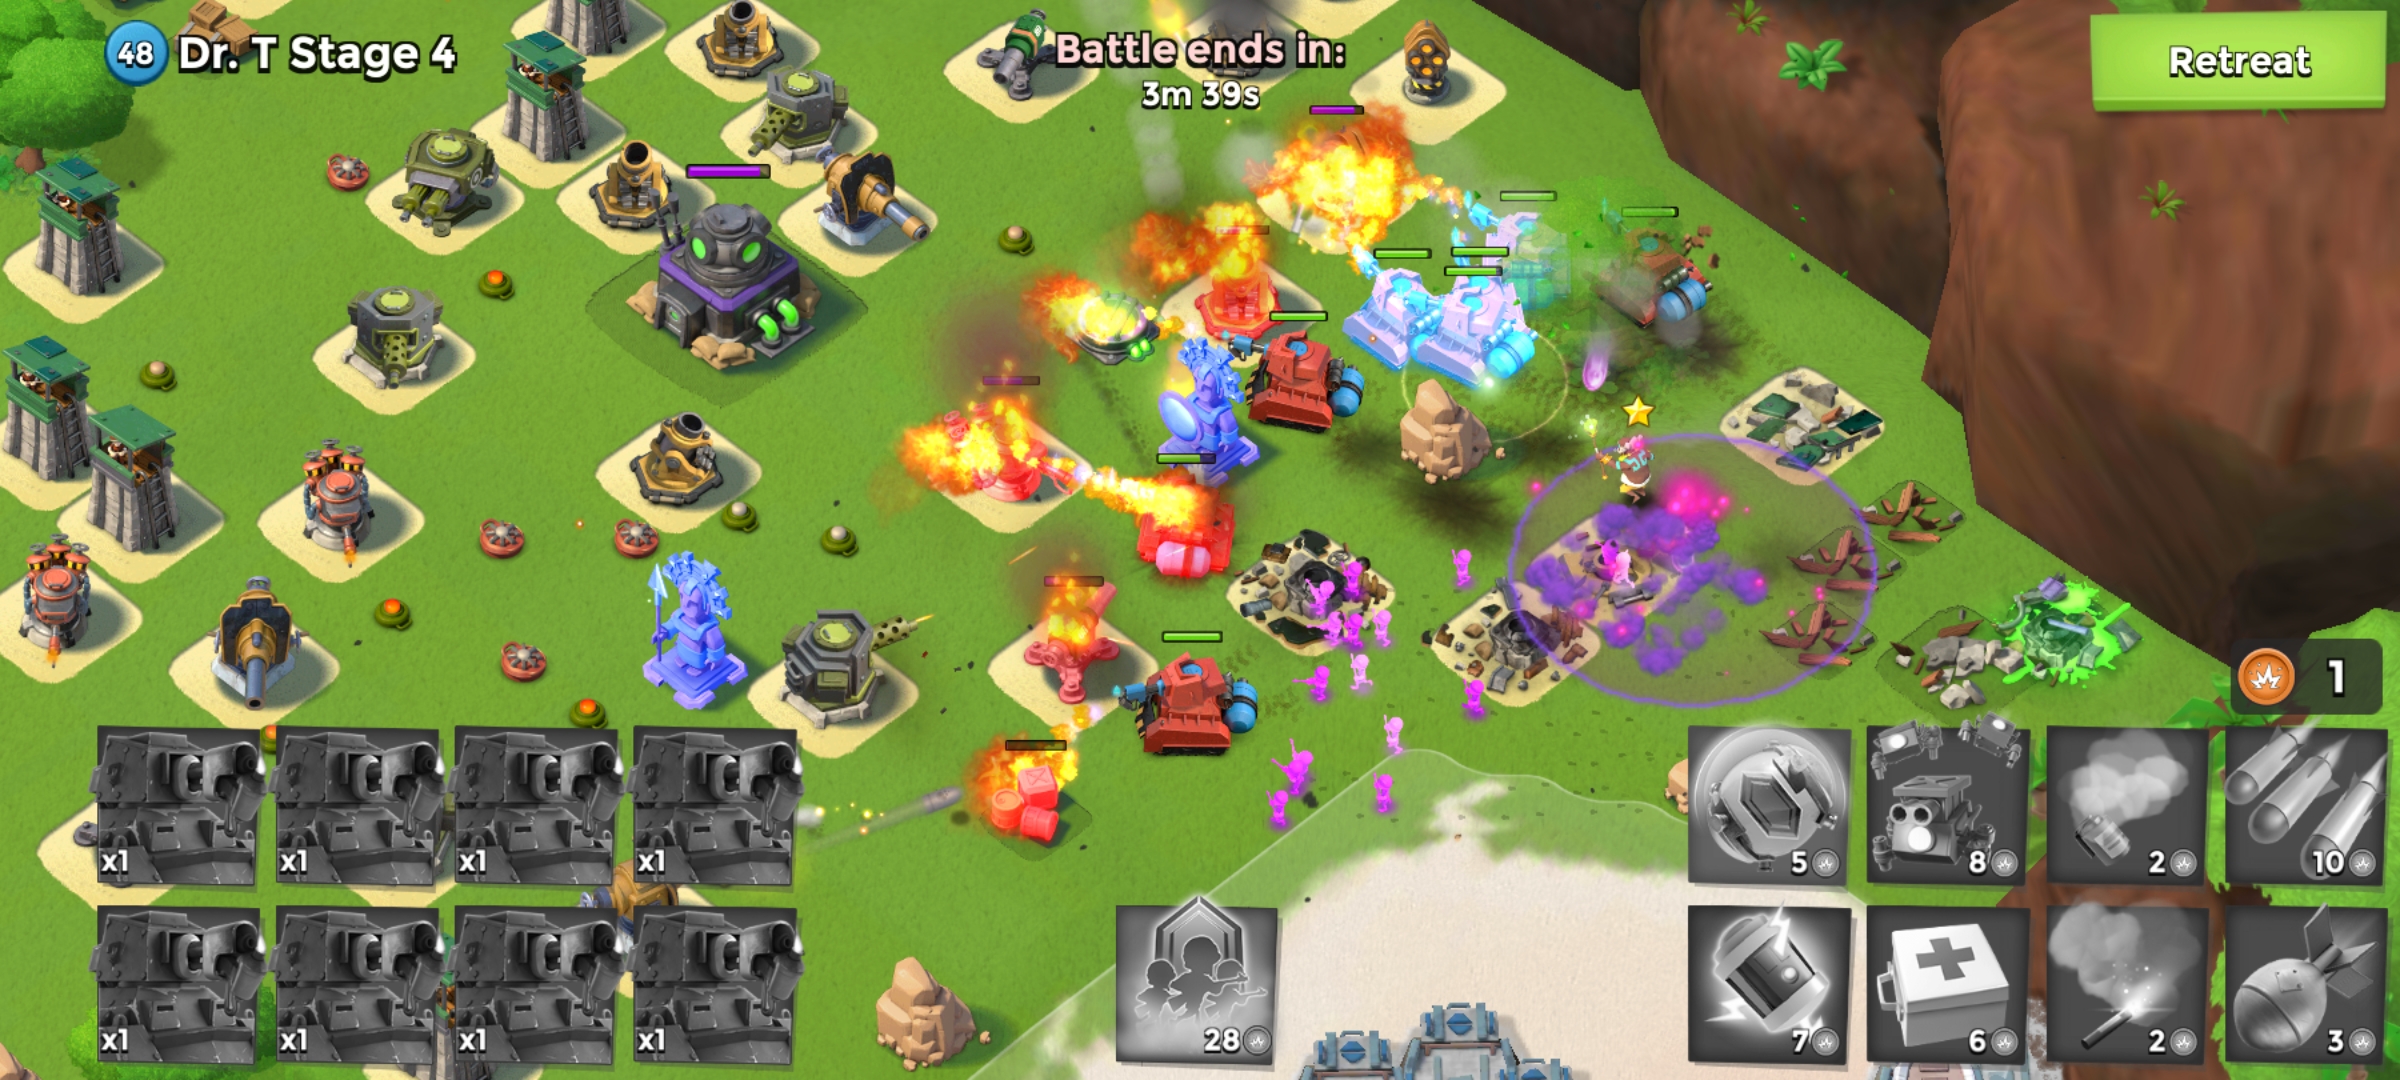 48 Dr. T Stage 4
Battle ends in:
3m 39s
Retreat
1
x1 x1 x1 x1
5 8 2 10
x1 x1 x1 x1
28
7 6 2 3